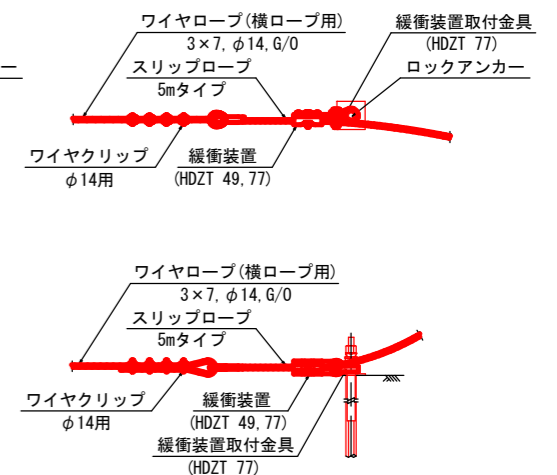 ワイヤロープ(横ロープ用)
3×7, φ14, G/O
緩衝装置取付金具
(HDZT 77)
ー
スリップロープ
5mタイプ
ロックアンカー
ワイヤクリップ
φ14用
緩衝装置
(HDZT 49, 77)
ワイヤロープ(横ロープ用)
3×7, φ14, G/O
スリップロープ
5mタイプ
ワイヤクリップ
φ14用
緩衝装置
(HDZT 49, 77)
緩衝装置取付金具
(HDZT 77)